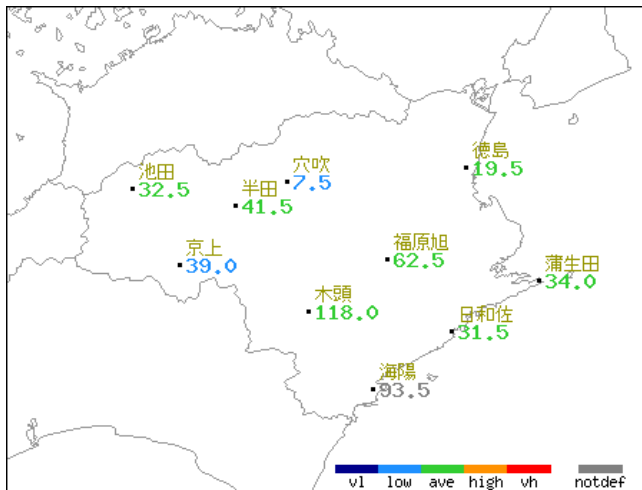 徳島
19.5
穴吹
7.5
池田
32.5
半田
41.5
京上
39.0
福原旭
62.5
蒲生田
34.0
木頭
118.0
日和佐
31.5
海陽
93.5
vl low ave high vh notdef